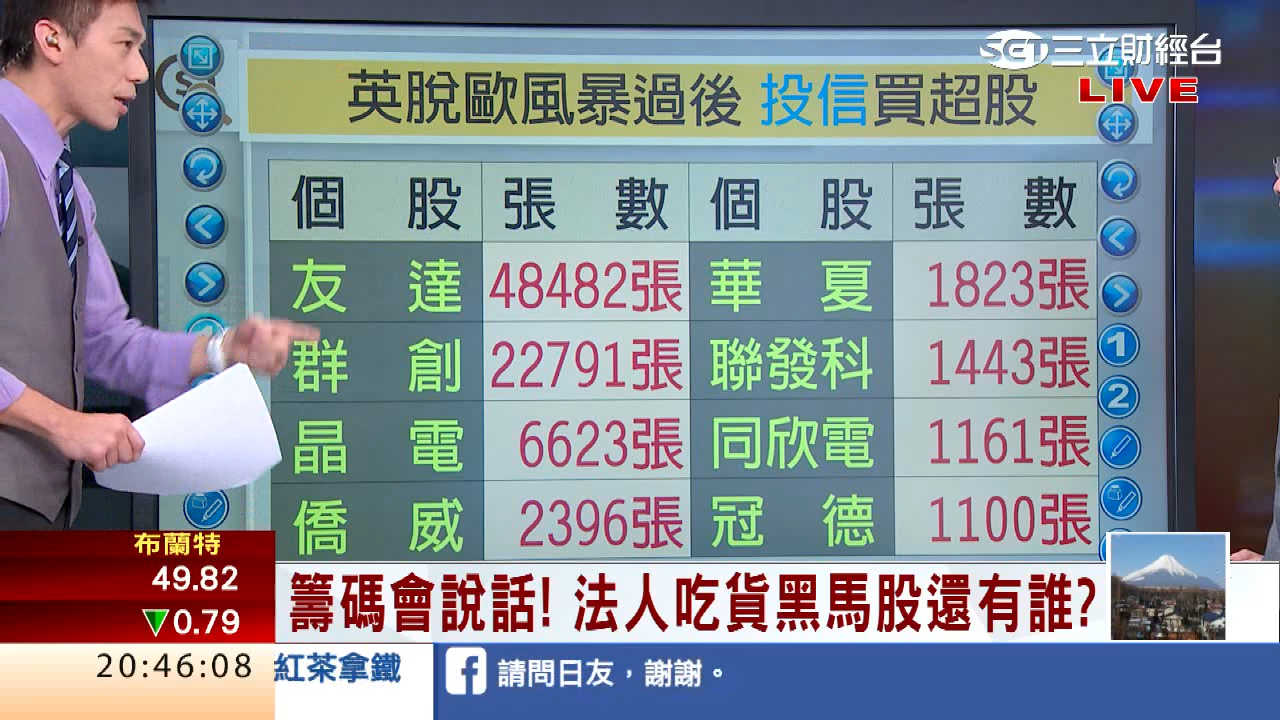 SET三立財經台
LIVE
英脫歐風暴過後 投信買超股
個股 張數 個股 張數
友達 48482張 華夏 1823張
群創 22791張 聯發科 1443張
晶電 6623張 同欣電 1161張
僑威 2396張 冠德 1100張
1
2
布蘭特
49.82
▼0.79
籌碼會說話! 法人吃貨黑馬股還有誰?
20:46:08
紅茶拿鐵
f 請問日友,謝謝。